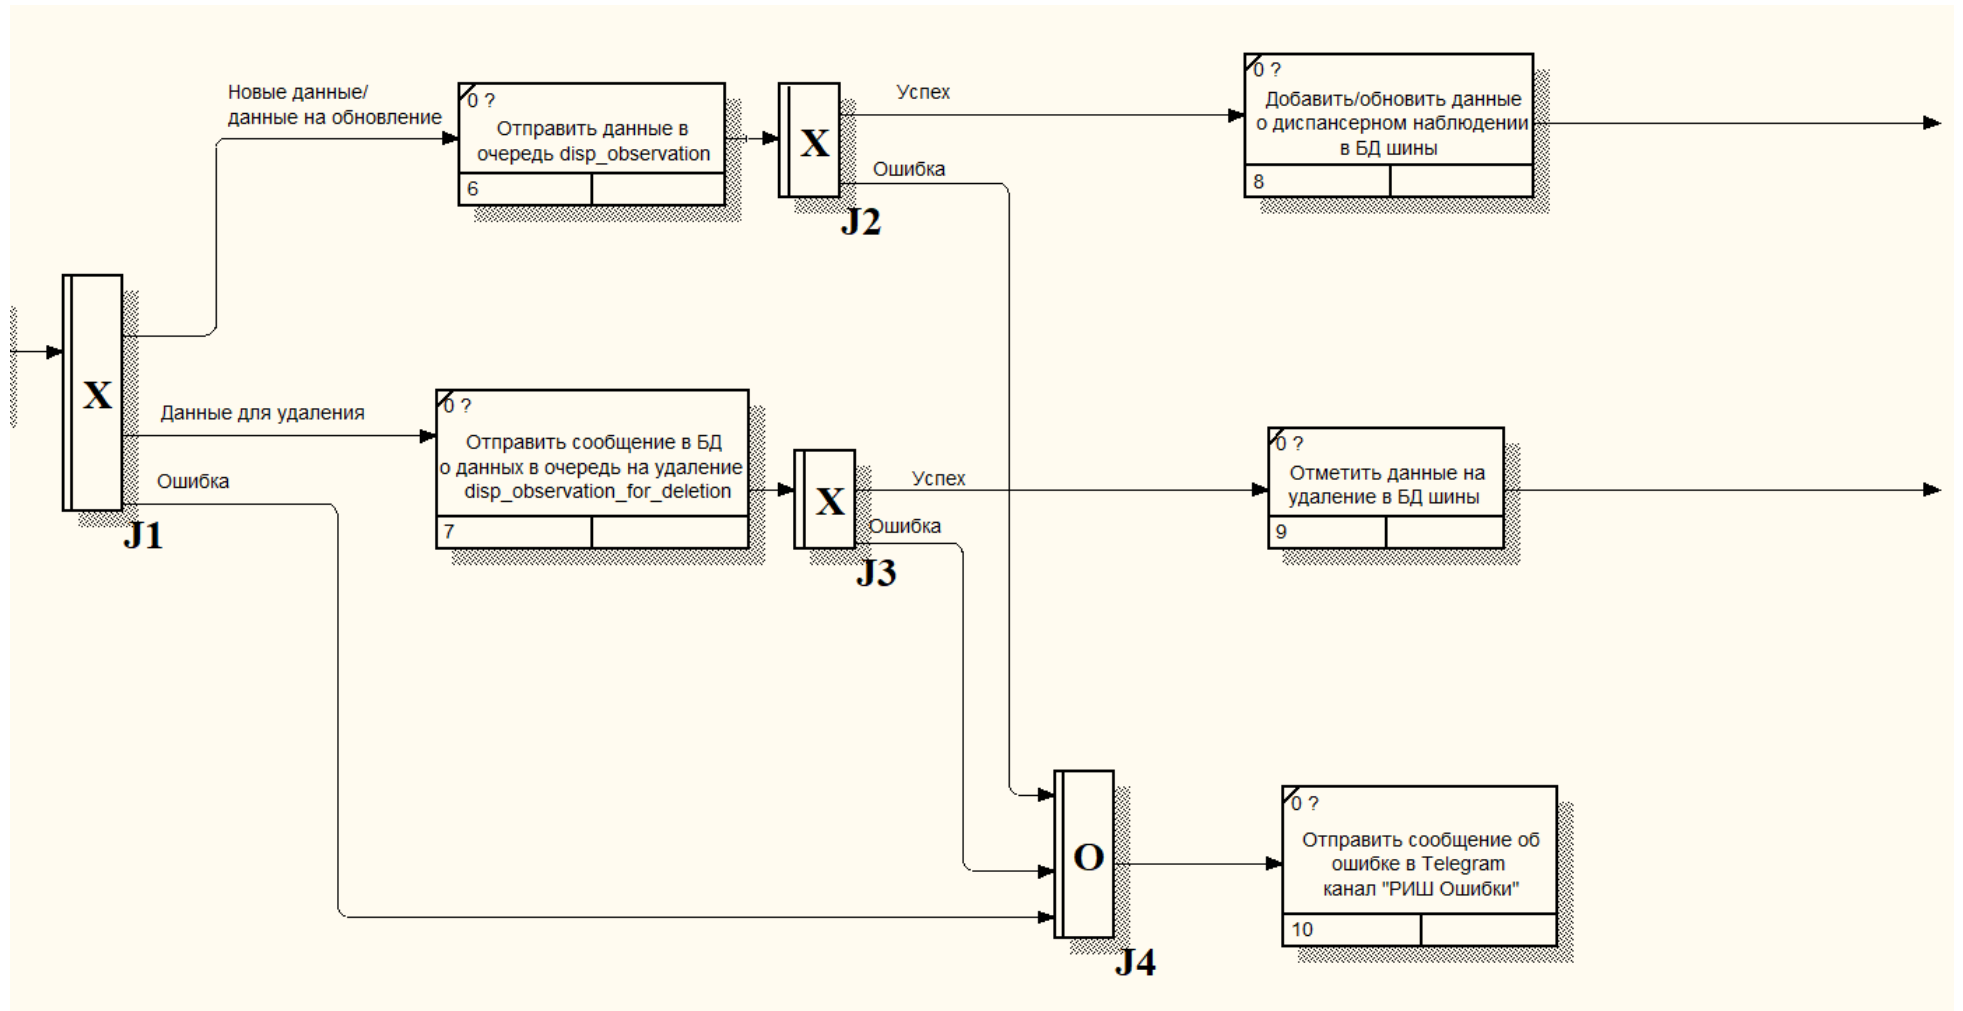 Новые данные/
данные на обновление
0 ?
Отправить данные в
очередь disp_observation
6
X
J2
Успех
Ошибка
0 ?
Добавить/обновить данные
о диспансерном наблюдении
в БД шины
8
X
J1
Данные для удаления
Ошибка
0 ?
Отправить сообщение в БД
о данных в очередь на удаление
disp_observation_for_deletion
7
X
J3
Успех
Ошибка
0 ?
Отметить данные на
удаление в БД шины
9
O
J4
0 ?
Отправить сообщение об
ошибке в Telegram
канал "РИШ Ошибки"
10